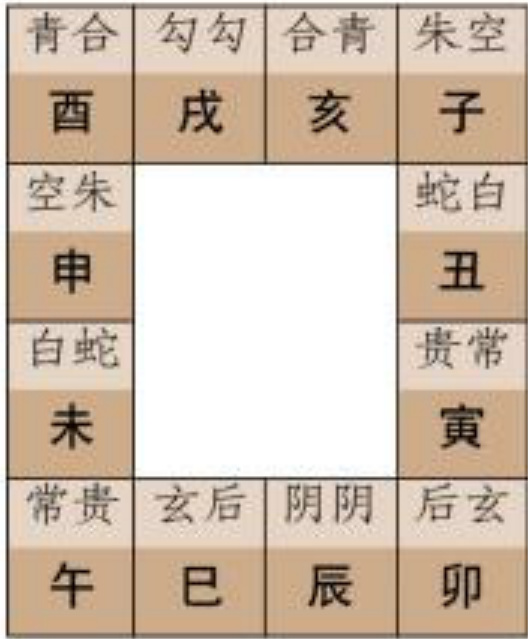 青合 勾勾 合青 朱空
酉 戌 亥 子
空朱 蛇白
申 丑
白蛇 贵常
未 寅
常贵 玄后 阴阴 后玄
午 巳 辰 卯